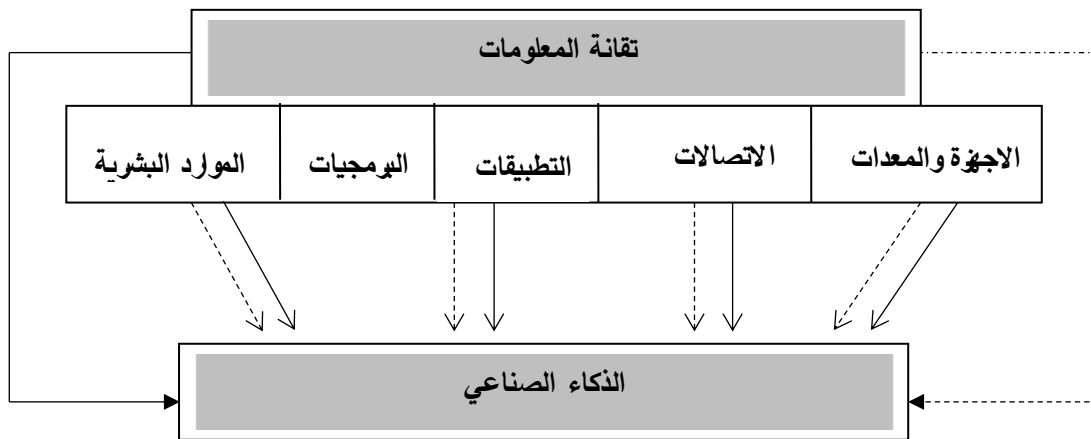 تقانة المعلومات
الاجهزة والمعدات
الاتصالات
التطبيقات
البرمجيات
الموارد البشرية
الذكاء الصناعي